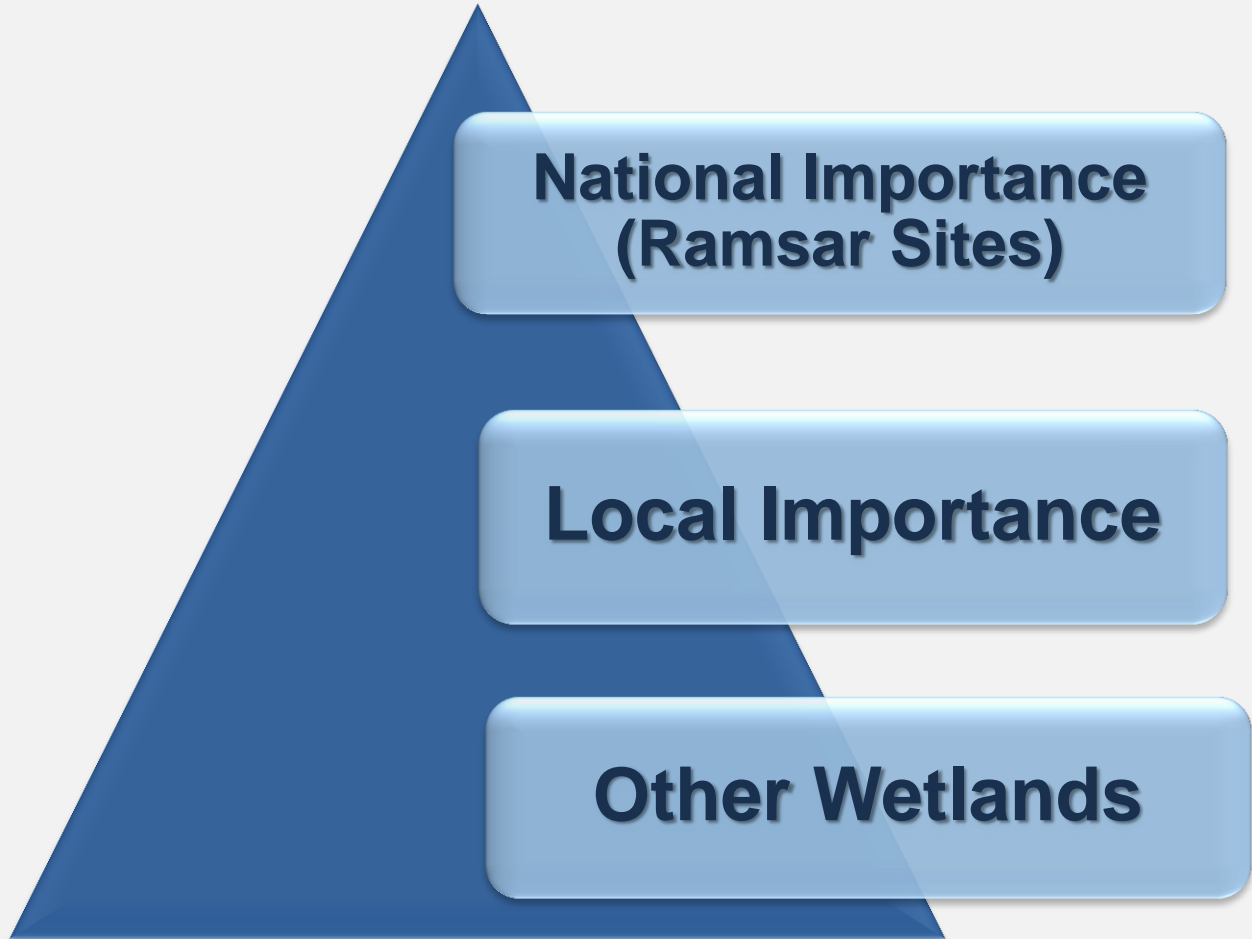 National Importance
(Ramsar Sites)
Local Importance
Other Wetlands